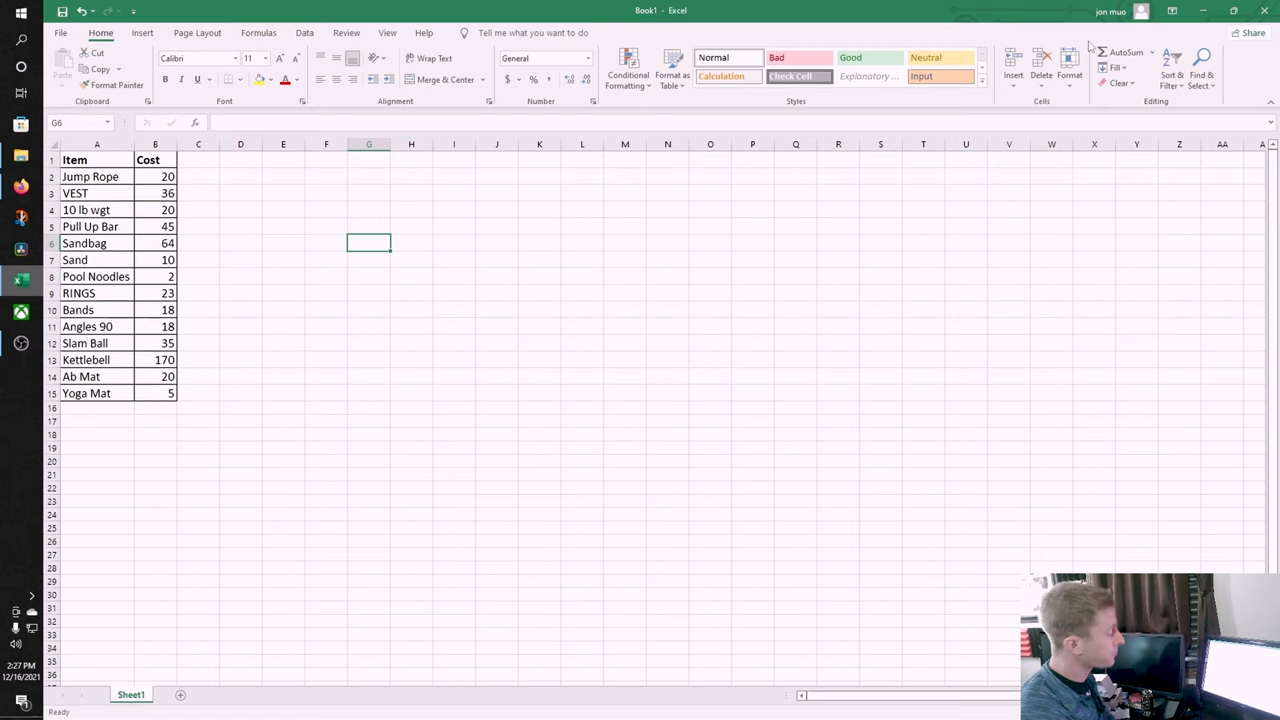 Book1 - Excel
jon muo
File Home Insert Page Layout Formulas Data Review View Help Tell me what you want to do Share
Paste
Cut
Copy
Format Painter
Clipboard
Calibri 11
B I U
Font
Wrap Text
Merge & Center
Alignment
General
$ % ,
Number
Conditional Formatting
Format as Table
Normal Bad Good Neutral
Calculation Check Cell Explanatory ... Input
Styles
Insert Delete Format
Cells
AutoSum
Fill
Clear
Sort & Filter
Find & Select
Editing
G6 fx
A B C D E F G H I J K L M N O P Q R S T U V W X Y Z AA A
1 Item Cost
2 Jump Rope 20
3 VEST 36
4 10 lb wgt 20
5 Pull Up Bar 45
6 Sandbag 64
7 Sand 10
8 Pool Noodles 2
9 RINGS 23
10 Bands 18
11 Angles 90 18
12 Slam Ball 35
13 Kettlebell 170
14 Ab Mat 20
15 Yoga Mat 5
16
17
18
19
20
21
22
23
24
25
26
27
28
29
30
31
32
33
34
35
36
Sheet1
Ready
2:27 PM
12/16/2021